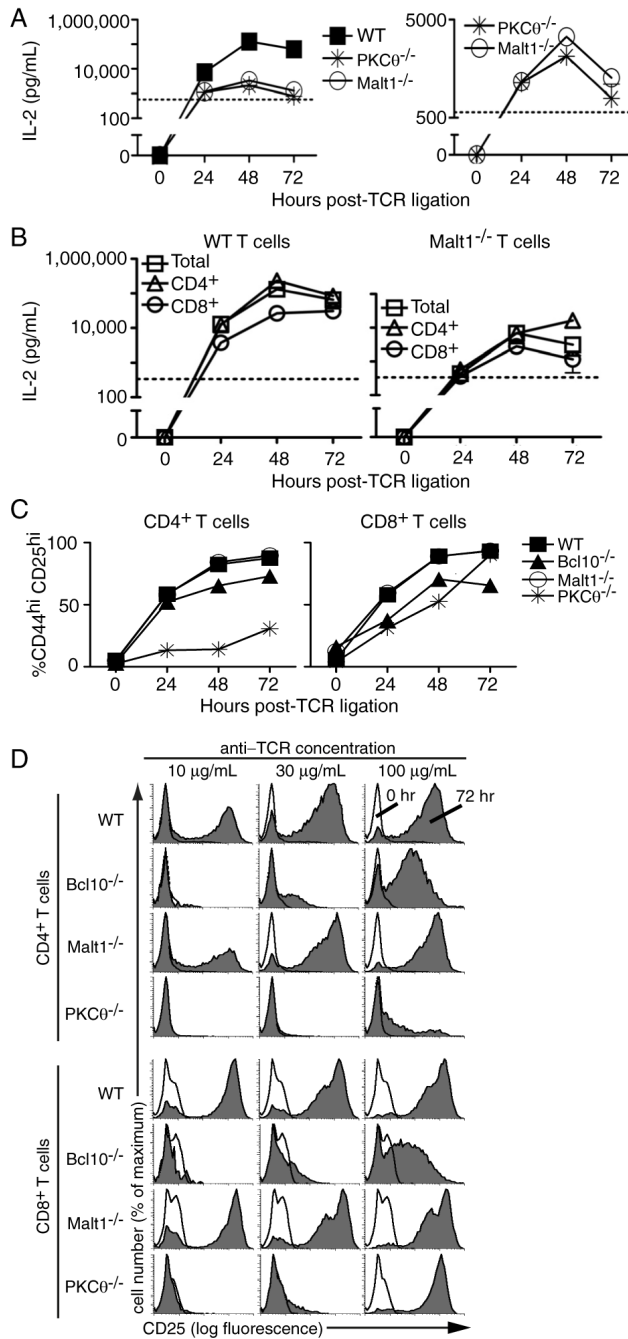 A
IL-2 (pg/mL)
1,000,000
10,000
100
0
0 24 48 72
WT
PKCθ-/-
Malt1-/-
5000
500
0
0 24 48 72
PKCθ-/-
Malt1-/-
Hours post-TCR ligation
B
WT T cells
Malt1-/- T cells
IL-2 (pg/mL)
1,000,000
10,000
100
0
Total
CD4+
CD8+
0 24 48 72
Total
CD4+
CD8+
0 24 48 72
Hours post-TCR ligation
C
CD4+ T cells
CD8+ T cells
%CD44hi CD25hi
100
50
0
0 24 48 72
0 24 48 72
WT
Bcl10-/-
Malt1-/-
PKCθ-/-
Hours post-TCR ligation
D
anti–TCR concentration
10 µg/mL 30 µg/mL 100 µg/mL
0 hr 72 hr
CD4+ T cells
WT
Bcl10-/-
Malt1-/-
PKCθ-/-
CD8+ T cells
WT
Bcl10-/-
Malt1-/-
PKCθ-/-
cell number (% of maximum)
CD25 (log fluorescence)